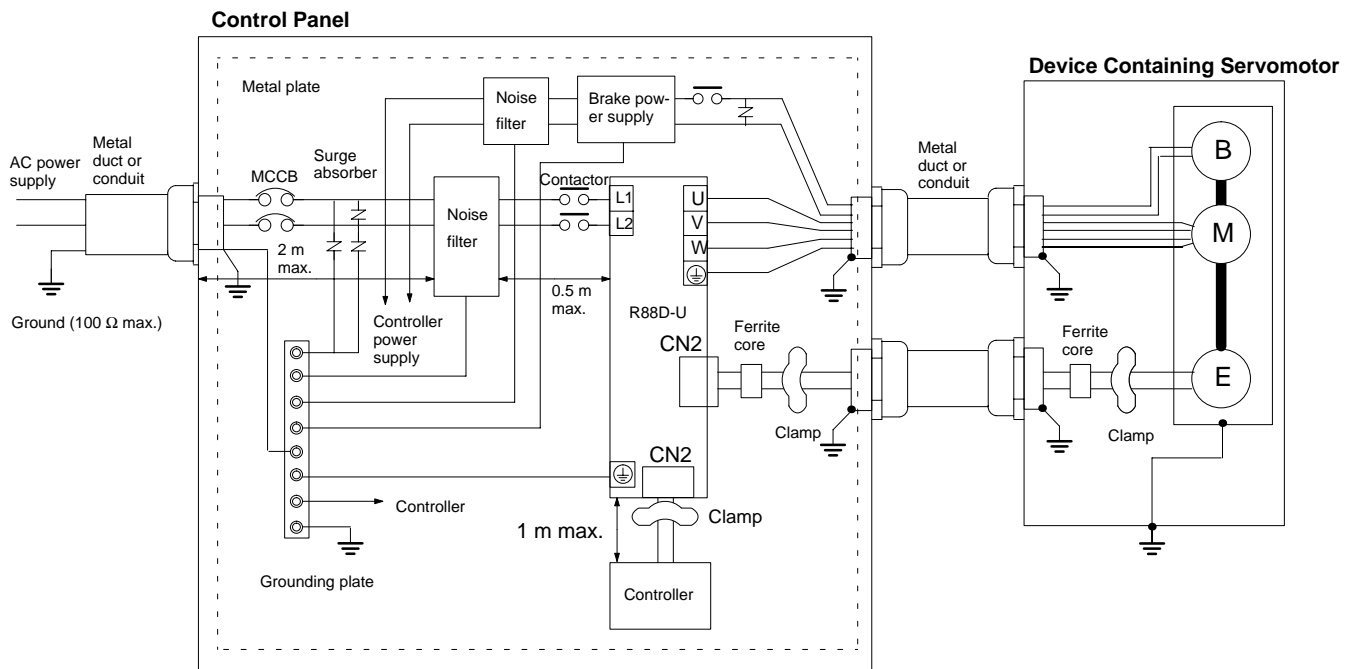 Control Panel
Device Containing Servomotor
Metal plate
Noise
filter
Brake pow-
er supply
Metal
duct or
conduit
AC power
supply
MCCB
Surge
absorber
Contactor
Metal
duct or
conduit
B
L1
L2
Noise
filter
U
V
W
M
2 m
max.
0.5 m
max.
Ground (100 Ω max.)
Controller
power
supply
R88D-U
CN2
Ferrite
core
Ferrite
core
E
Clamp
Clamp
CN2
Controller
Clamp
1 m max.
Grounding plate
Controller